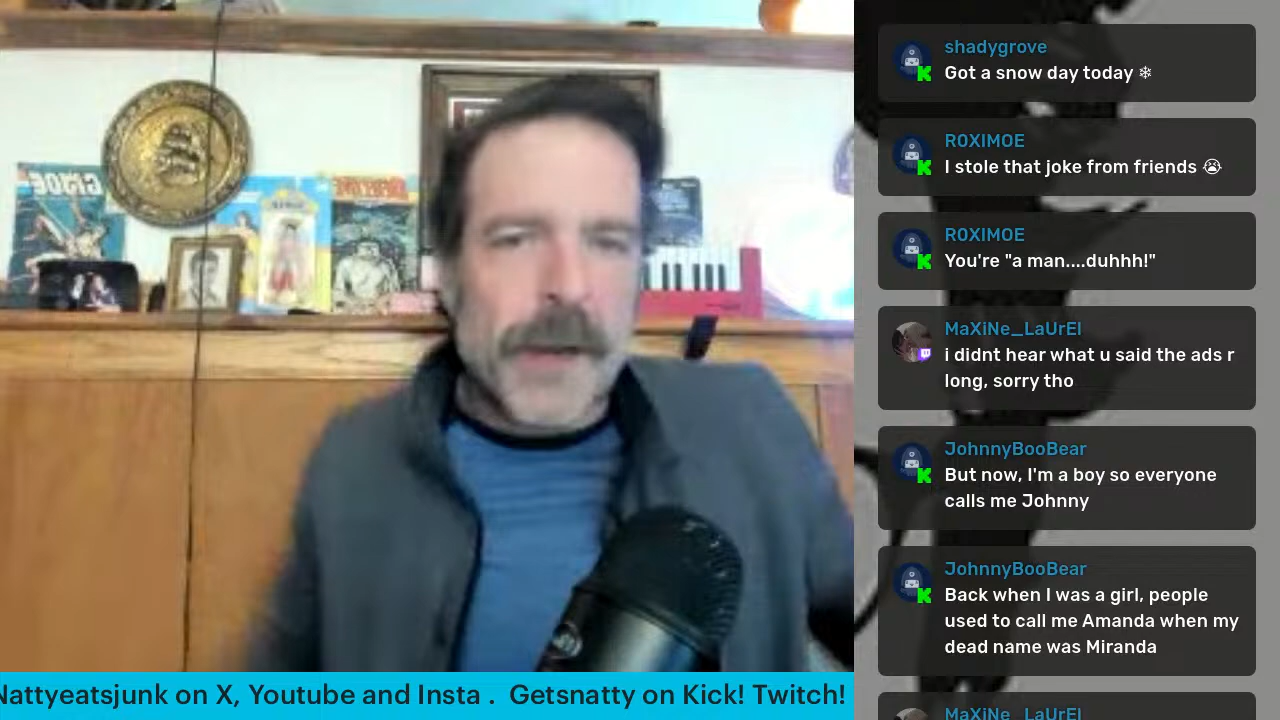 GIJOE
shadygrove
Got a snow day today ❄
R0XIMOE
I stole that joke from friends 😭
R0XIMOE
You're "a man....duhhh!"
MaXiNe_LaUrEl
i didnt hear what u said the ads r
long, sorry tho
JohnnyBooBear
But now, I'm a boy so everyone
calls me Johnny
JohnnyBooBear
Back when I was a girl, people
used to call me Amanda when my
dead name was Miranda
MaXiNe_LaUrEl
Nattyeatsjunk on X, Youtube and Insta .  Getsnatty on Kick! Twitch!